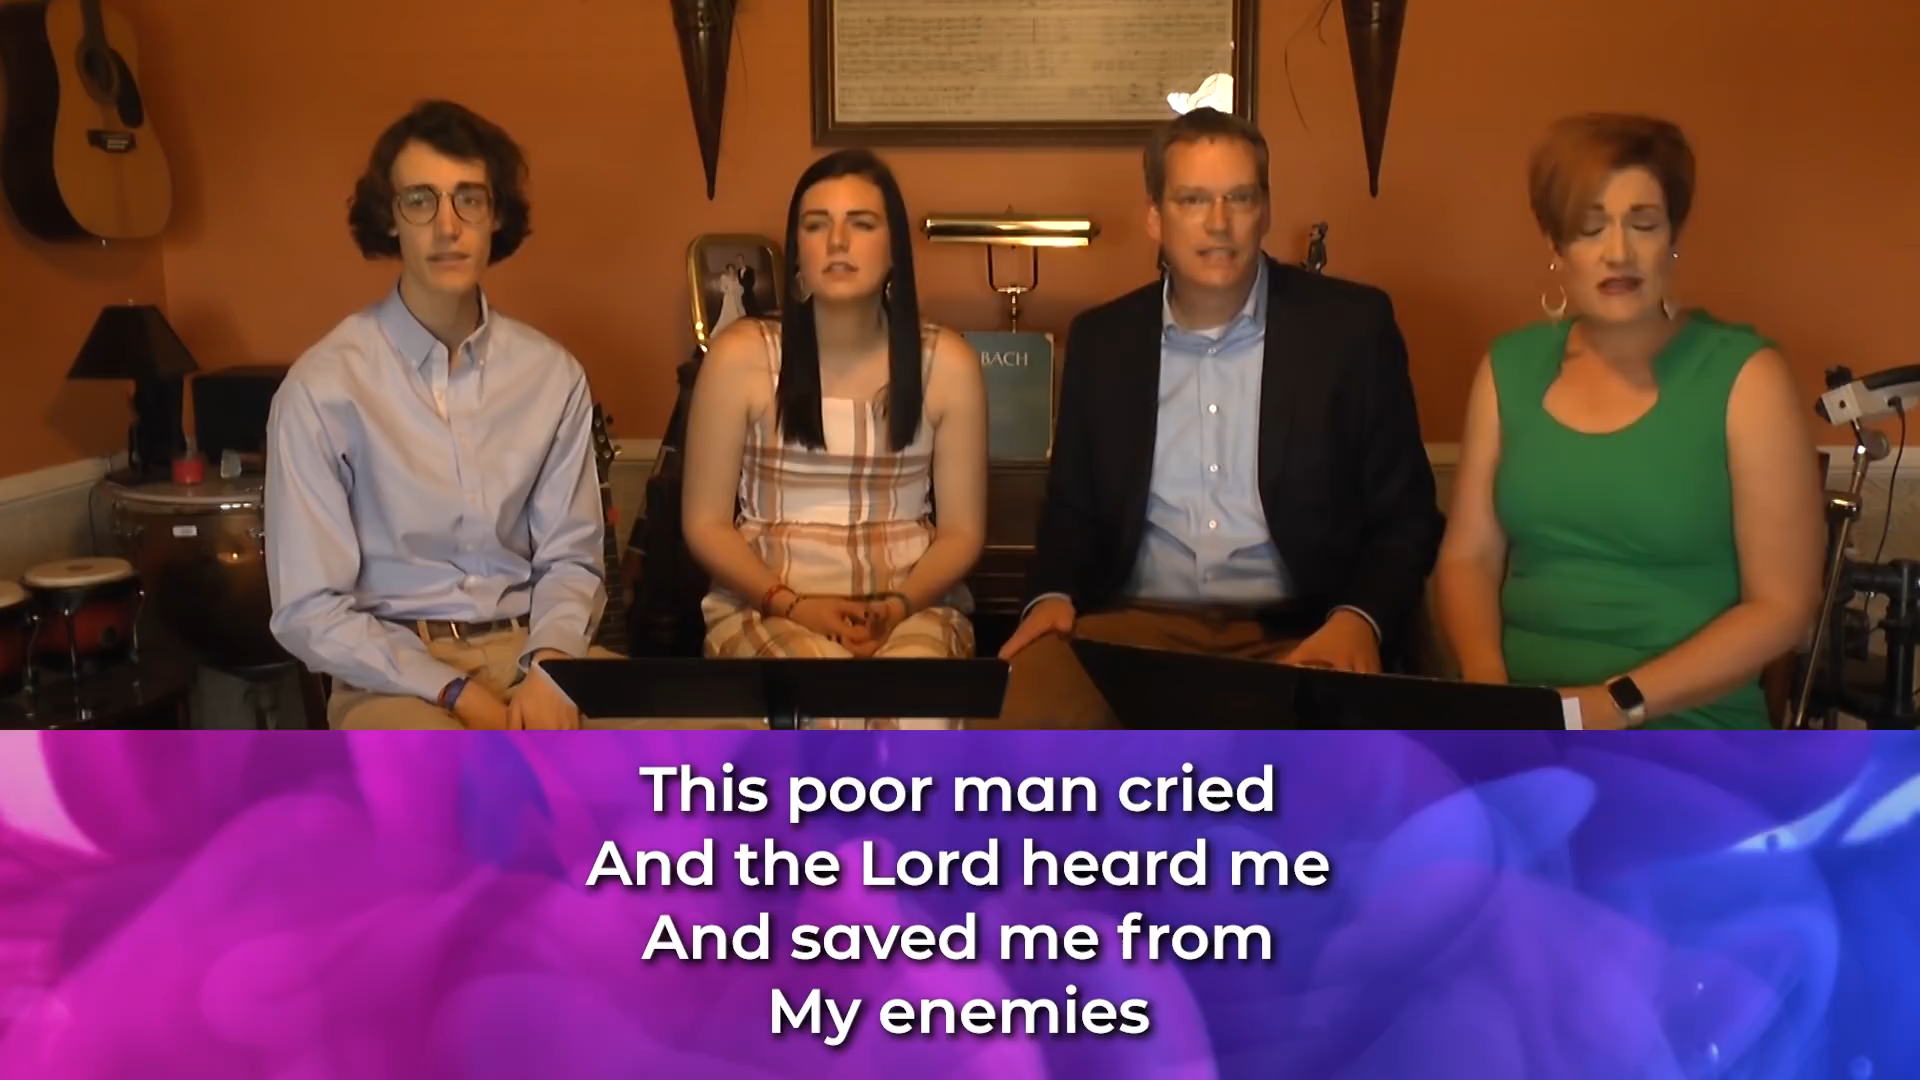 BACH
This poor man cried
And the Lord heard me
And saved me from
My enemies